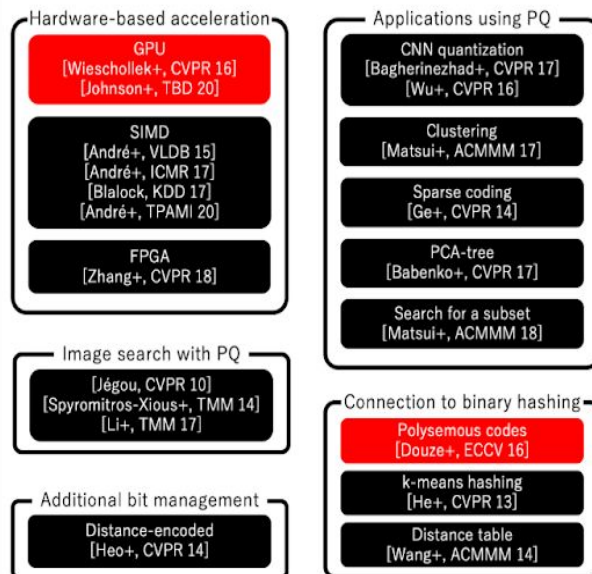 Hardware-based acceleration
GPU
[Wieschollek+, CVPR 16]
[Johnson+, TBD 20]
SIMD
[André+, VLDB 15]
[André+, ICMR 17]
[Blalock, KDD 17]
[André+, TPAMI 20]
FPGA
[Zhang+, CVPR 18]
Image search with PQ
[Jégou, CVPR 10]
[Spyromitros-Xious+, TMM 14]
[Li+, TMM 17]
Additional bit management
Distance-encoded
[Heo+, CVPR 14]
Applications using PQ
CNN quantization
[Bagherinezhad+, CVPR 17]
[Wu+, CVPR 16]
Clustering
[Matsui+, ACMMM 17]
Sparse coding
[Ge+, CVPR 14]
PCA-tree
[Babenko+, CVPR 17]
Search for a subset
[Matsui+, ACMMM 18]
Connection to binary hashing
Polysemous codes
[Douze+, ECCV 16]
k-means hashing
[He+, CVPR 13]
Distance table
[Wang+, ACMMM 14]